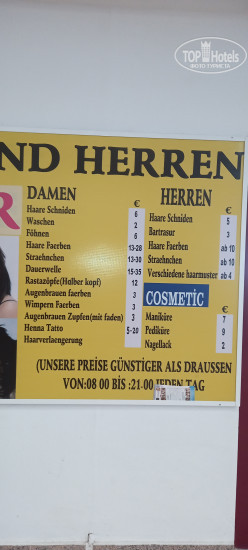 TOP Hotels
ФОТО ТУРИСТА
ND HERREN
R
DAMEN €
Haare Schniden 6
Waschen 2
Föhnen 6
Haare Faerben 13-28
Straehnchen 13-30
Dauerwelle 15-35
Rastazöpfe(Halber kopf) 12
Augenbrauen faerben 3
Wimpern Faerben 3
Augenbrauen Zupfen(mit faden) 3
Henna Tatto 5-20
Haarverlaengerung
HERREN €
Haare Schniden 5
Bartrasur 3
Haare Faerben ab 10
Straehnchen ab 10
Verschiedene haarmuster ab 4
COSMETİC €
Maniküre 7
Pediküre 9
Nagellack 2
(UNSERE PREİSE GÜNSTİGER ALS DRAUSSEN
VON:08 00 BİS :21.00 JEDEN TAG